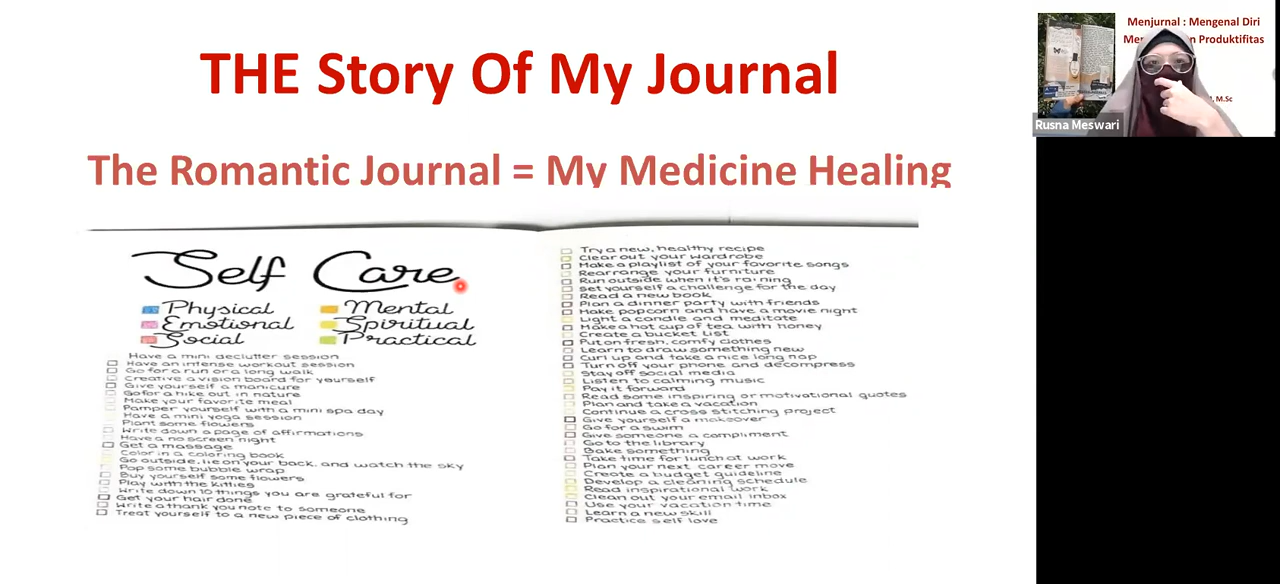 THE Story Of My Journal
The Romantic Journal = My Medicine Healing
Self Care
Physical
Emotional
Social
Mental
Spiritual
Practical
Have a mini declutter session
Have an intense workout session
Go for a run or a long walk
Creative a vision board for yourself
Give yourself a manicure
Go for a hike out in nature
Make your favorite meal
Pamper yourself with a mini spa day
Have a mini yoga session
Plant some flowers
Write down a page of affirmations
Have a no screen night
Get a massage
Color in a coloring book
Go outside, lie on your back, and watch the sky
Pop some bubble wrap
Buy yourself some flowers
Play with the kitties
Write down 10 things you are grateful for
Get your hair done
Write a thank you note to someone
Treat yourself to a new piece of clothing
Try a new, healthy recipe
Clear out your wardrobe
Make a playlist of your favorite songs
Rearrange your furniture
Run outside when it's raining
Set yourself a challenge for the day
Read a new book
Plan a dinner party with friends
Make popcorn and have a movie night
Light a candle and meditate
Make a hot cup of tea with honey
Create a bucket list
Put on fresh, comfy clothes
Learn to draw something new
Curl up and take a nice long nap
Turn off your phone and decompress
Stay off social media
Listen to calming music
Pay it forward
Read some inspiring or motivational quotes
Plan and take a vacation
Continue a cross stitching project
Give yourself a makeover
Go for a swim
Give someone a compliment
Go to the library
Bake something
Take time for lunch at work
Plan your next career move
Create a budget guideline
Develop a cleaning schedule
Read inspirational work
Clean out your email inbox
Use your vacation time
Learn a new skill
Practice self love
Menjurnal : Mengenal Diri
Produktifitas
M.Sc
Rusna Meswari